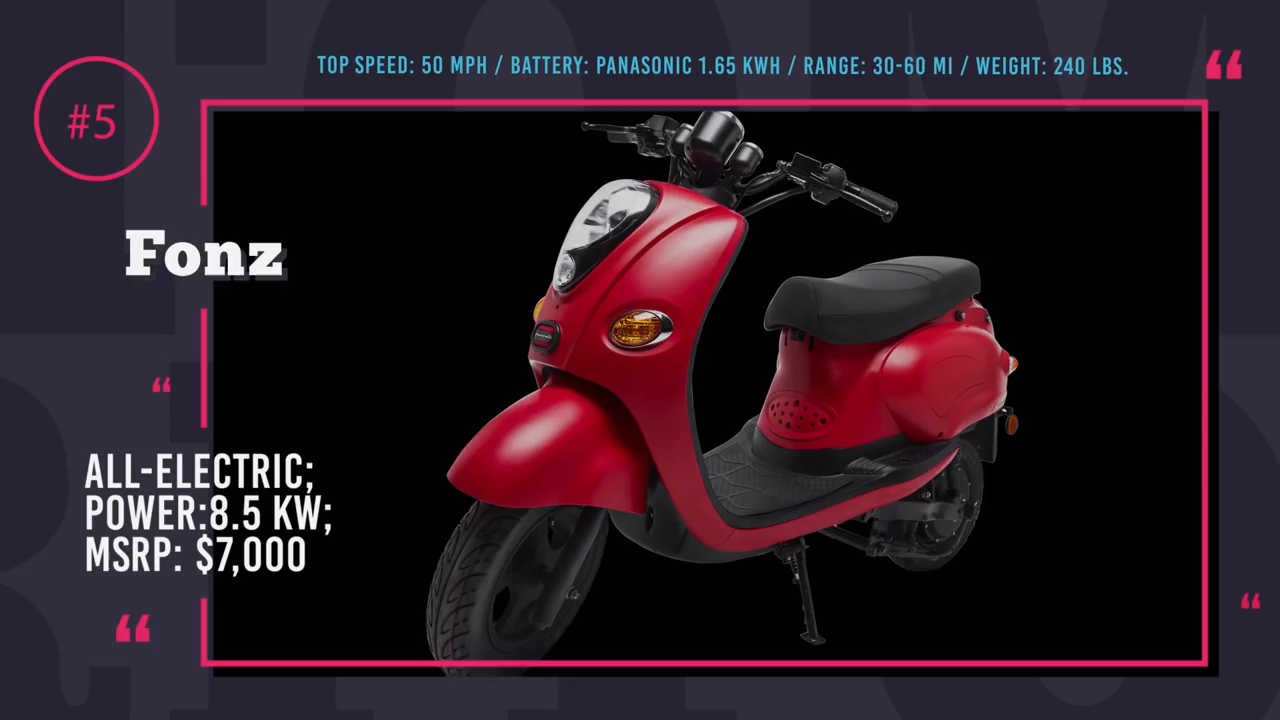 TOP SPEED: 50 MPH / BATTERY: PANASONIC 1.65 KWH / RANGE: 30-60 MI / WEIGHT: 240 LBS.
#5
Fonz
ALL-ELECTRIC;
POWER:8.5 KW;
MSRP: $7,000